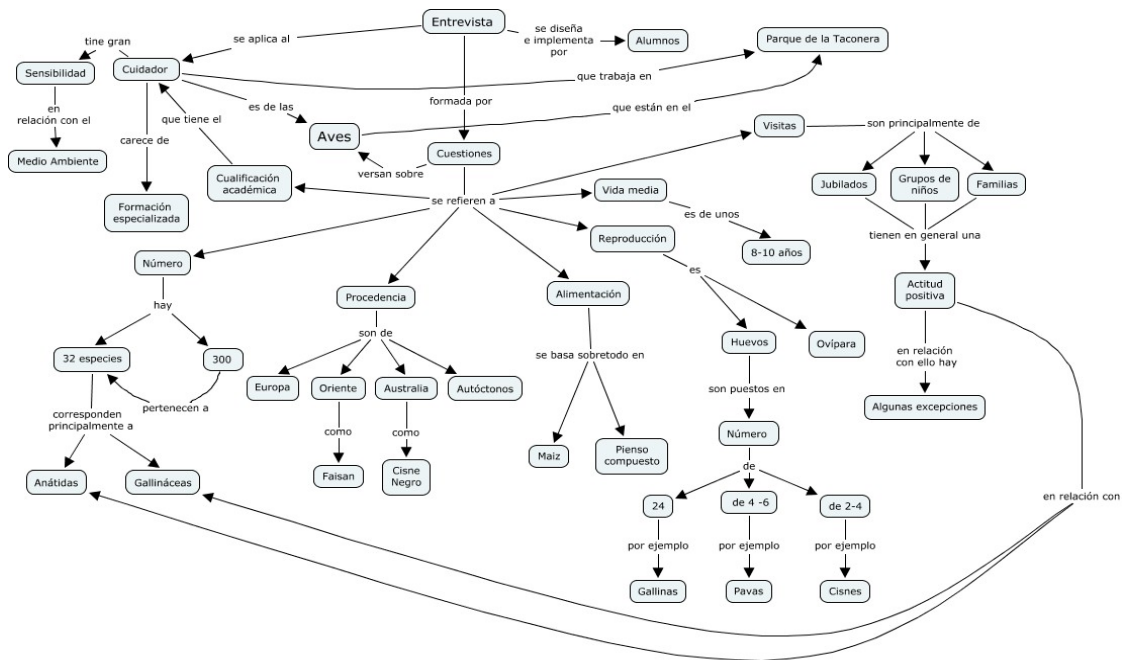 Entrevista
se diseña
e implementa
por
Alumnos
Parque de la Taconera
se aplica al
tine gran
Sensibilidad
Cuidador
que trabaja en
en
relación con el
Medio Ambiente
carece de
Formación
especializada
que tiene el
Cualificación
académica
es de las
Aves
que están en el
formada por
Cuestiones
versan sobre
se refieren a
Visitas
son principalmente de
Jubilados
Grupos de
niños
Familias
tienen en general una
Actitud
positiva
en relación
con ello hay
Algunas excepciones
en relación con
Vida media
es de unos
8-10 años
Reproducción
es
Huevos
Ovípara
son puestos en
Número
de
24
de 4 -6
de 2-4
por ejemplo
por ejemplo
por ejemplo
Gallinas
Pavas
Cisnes
Alimentación
se basa sobretodo en
Maiz
Pienso
compuesto
Procedencia
son de
Europa
Oriente
Australia
Autóctonos
como
como
Faisan
Cisne
Negro
Número
hay
32 especies
300
pertenecen a
corresponden
principalmente a
Anátidas
Gallináceas